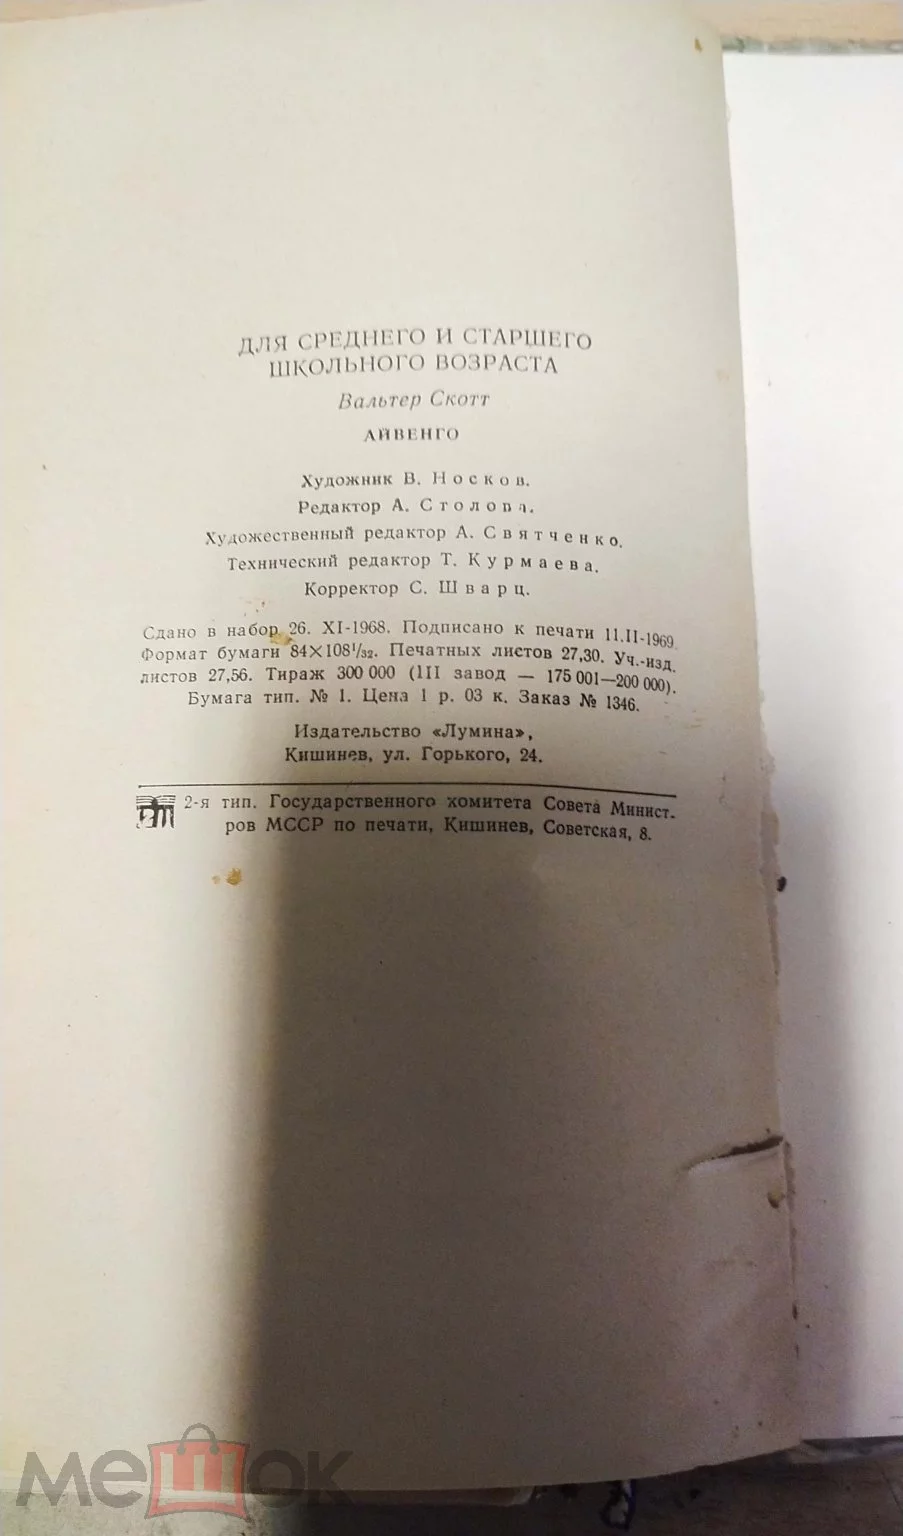 ДЛЯ СРЕДНЕГО И СТАРШЕГО
ШКОЛЬНОГО ВОЗРАСТА
Вальтер Скотт
АЙВЕНГО
Художник В. Носков.
Редактор А. Столова.
Художественный редактор А. Святченко.
Технический редактор Т. Курмаева.
Корректор С. Шварц.
Сдано в набор 26. XI-1968. Подписано к печати 11.II-1969
Формат бумаги 84×108 1/32. Печатных листов 27,30. Уч.-изд.
листов 27,56. Тираж 300 000 (III завод — 175 001—200 000).
Бумага тип. № 1. Цена 1 р. 03 к. Заказ № 1346.
Издательство «Лумина»,
Кишинев, ул. Горького, 24.
2-я тип. Государственного комитета Совета Минист.
ров МССР по печати, Кишинев, Советская, 8.
мешок